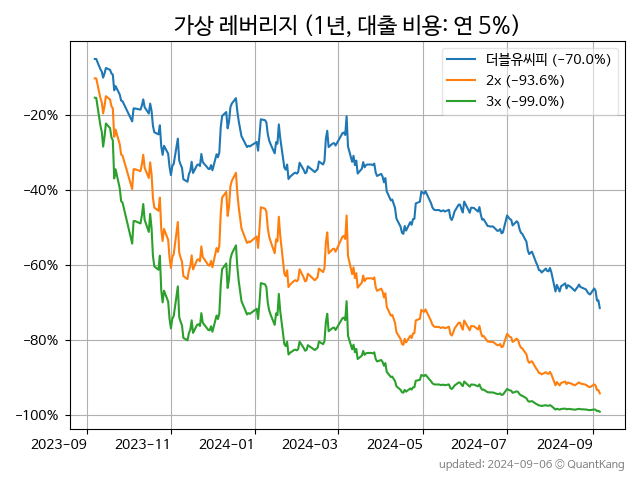 가상 레버리지 (1년, 대출 비용: 연 5%)
더블유씨피 (-70.0%)
2x (-93.6%)
3x (-99.0%)
-20%
-40%
-60%
-80%
-100%
2023-09 2023-11 2024-01 2024-03 2024-05 2024-07 2024-09
updated: 2024-09-06 © QuantKang